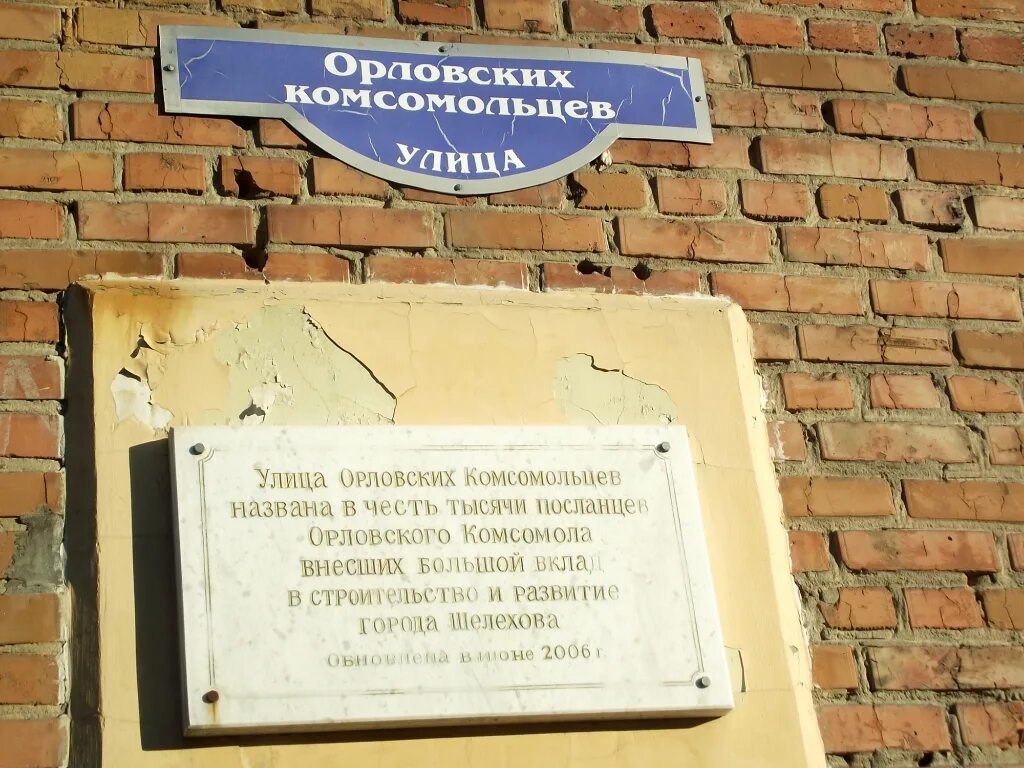 Орловских
комсомольцев
улица
Улица Орловских Комсомольцев
названа в честь тысячи посланцев
Орловского Комсомола
внесших большой вклад
в строительство и развитие
города Шелехова
Обновлена в июне 2006 г.